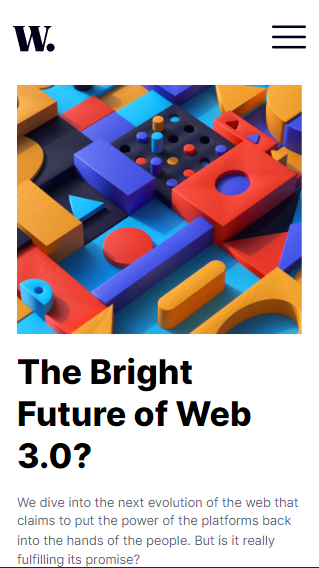 W.
The Bright
Future of Web
3.0?
We dive into the next evolution of the web that
claims to put the power of the platforms back
into the hands of the people. But is it really
fulfilling its promise?